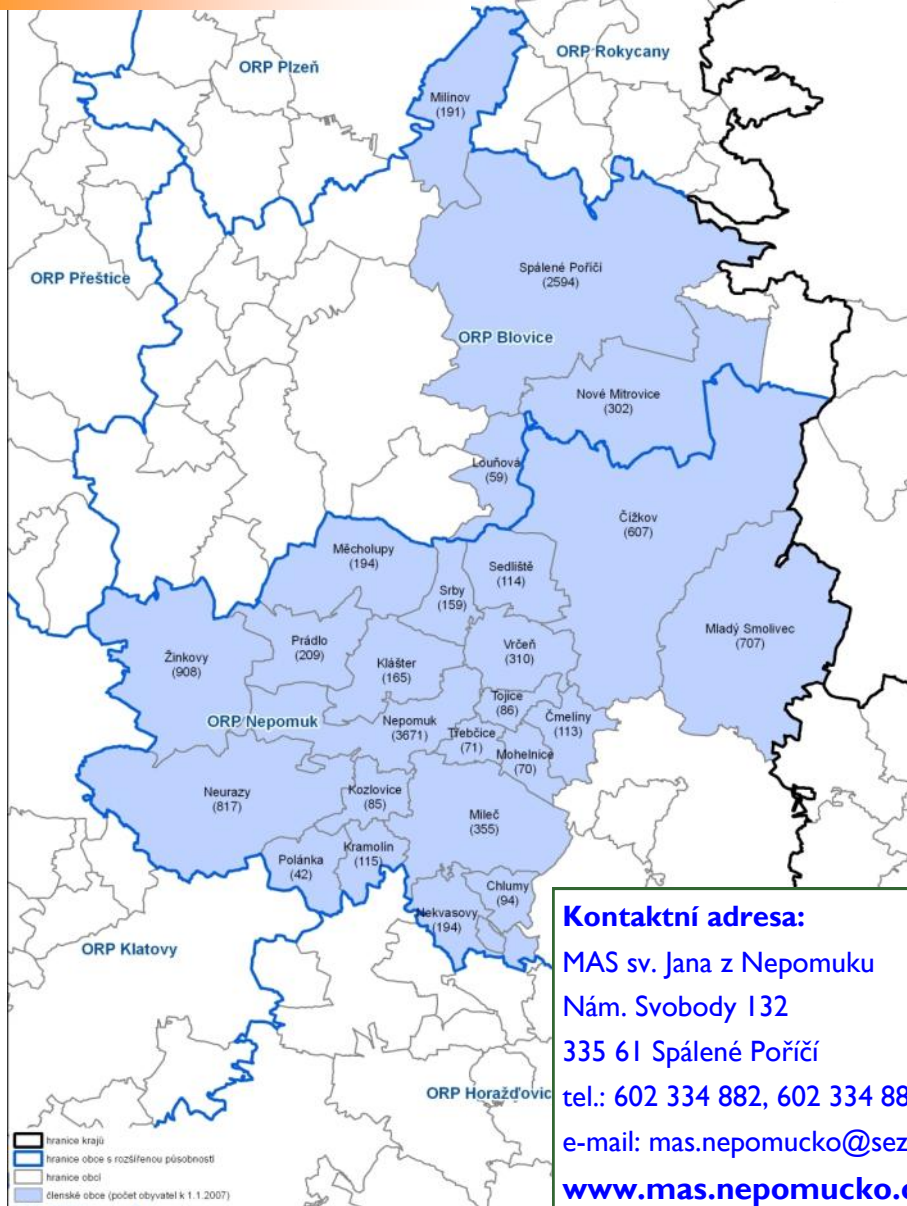 ORP Plzeň
ORP Rokycany
Milínov
(191)
ORP Přeštice
Spálené Poříčí
(2594)
ORP Blovice
Nové Mitrovice
(302)
Louňová
(59)
Čížkov
(607)
Měcholupy
(194)
Sedliště
(114)
Srby
(159)
Mladý Smolivec
(707)
Žinkovy
(908)
Prádlo
(209)
Klášter
(165)
Vrčeň
(310)
Tojice
(86)
ORP Nepomuk
Nepomuk
(3671)
Třebčice
(71)
Čmelíny
(113)
Mohelnice
(70)
Neurazy
(817)
Kozlovice
(85)
Mileč
(355)
Polánka
(42)
Kramolín
(115)
Chlumy
(94)
Nekvasovy
(194)
ORP Klatovy
ORP Horažďovic
Kontaktní adresa:
MAS sv. Jana z Nepomuku
Nám. Svobody 132
335 61 Spálené Poříčí
tel.: 602 334 882, 602 334 88
e-mail: mas.nepomucko@sez
www.mas.nepomucko.c
hranice krajů
hranice obce s rozšířenou působností
hranice obcí
členské obce (počet obyvatel k 1.1.2007)